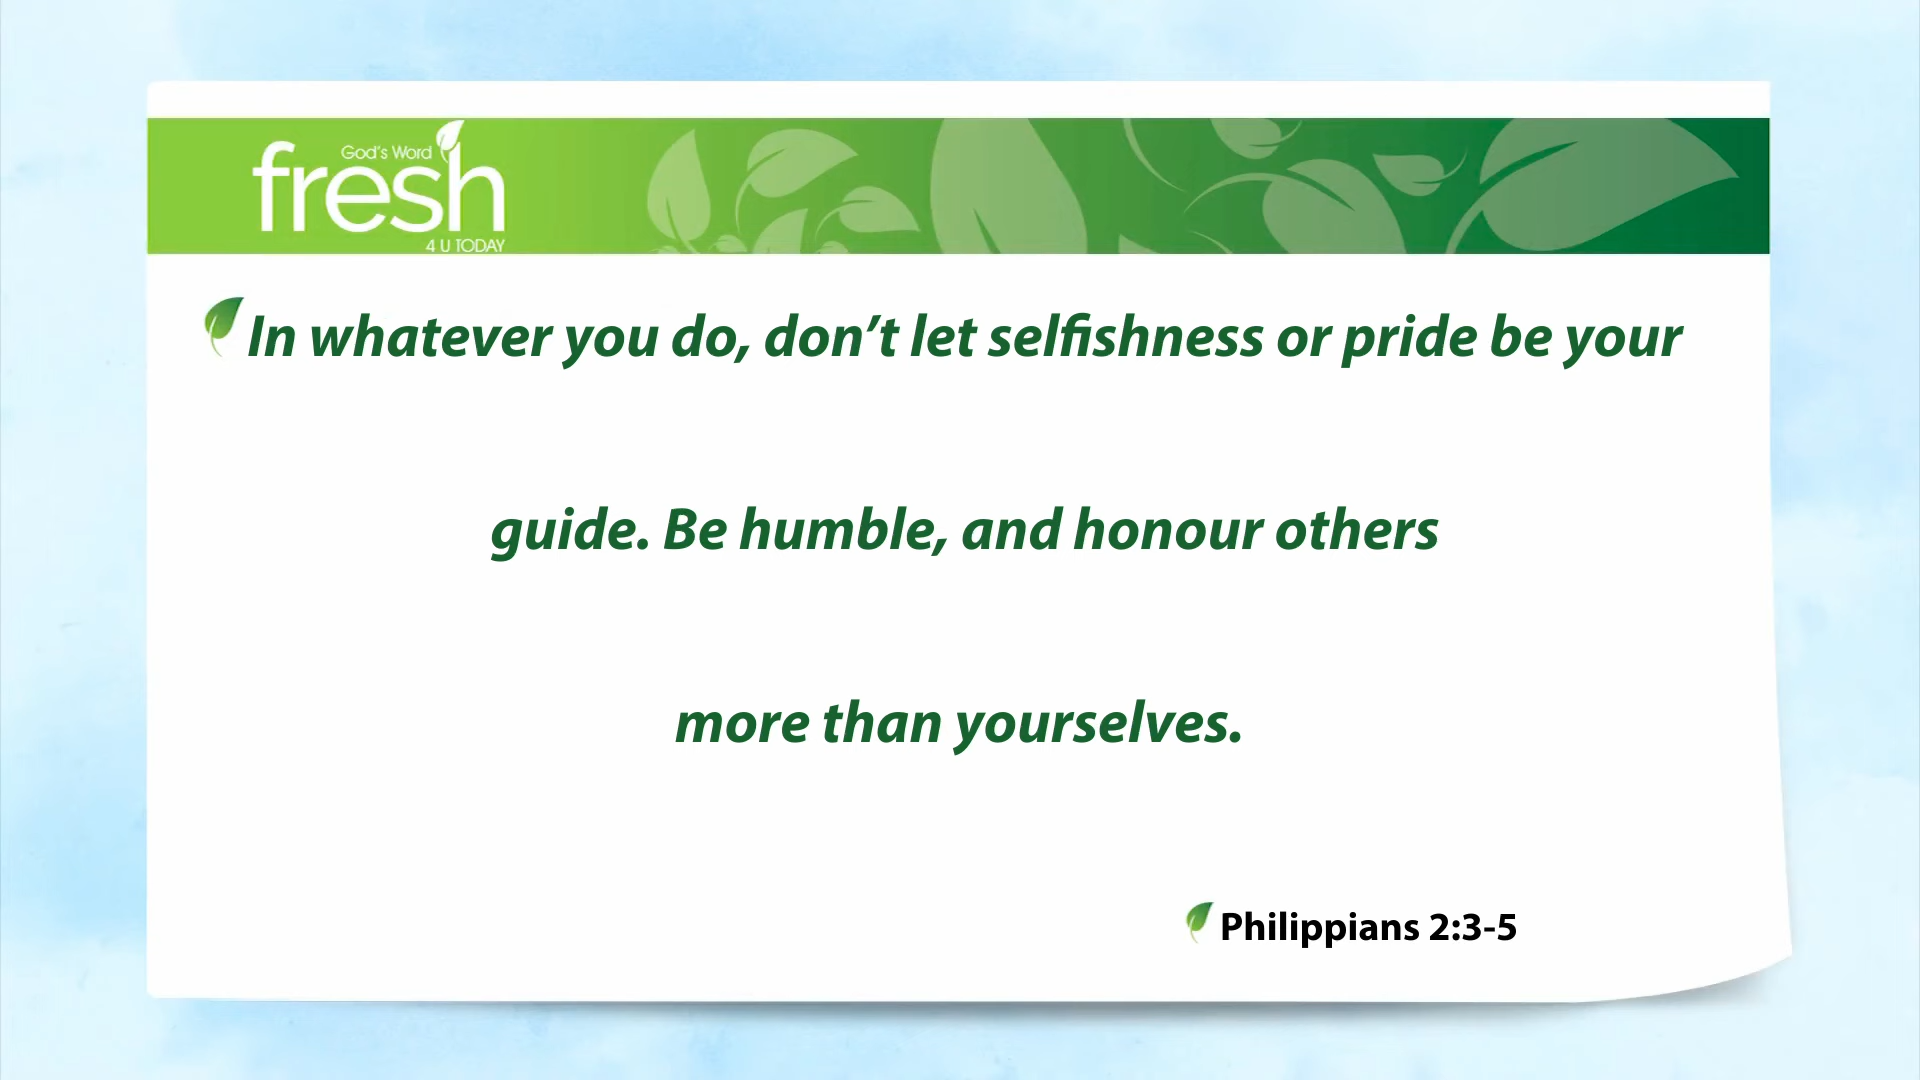 God's Word
fresh
4 U TODAY
In whatever you do, don’t let selfishness or pride be your
guide. Be humble, and honour others
more than yourselves.
Philippians 2:3-5